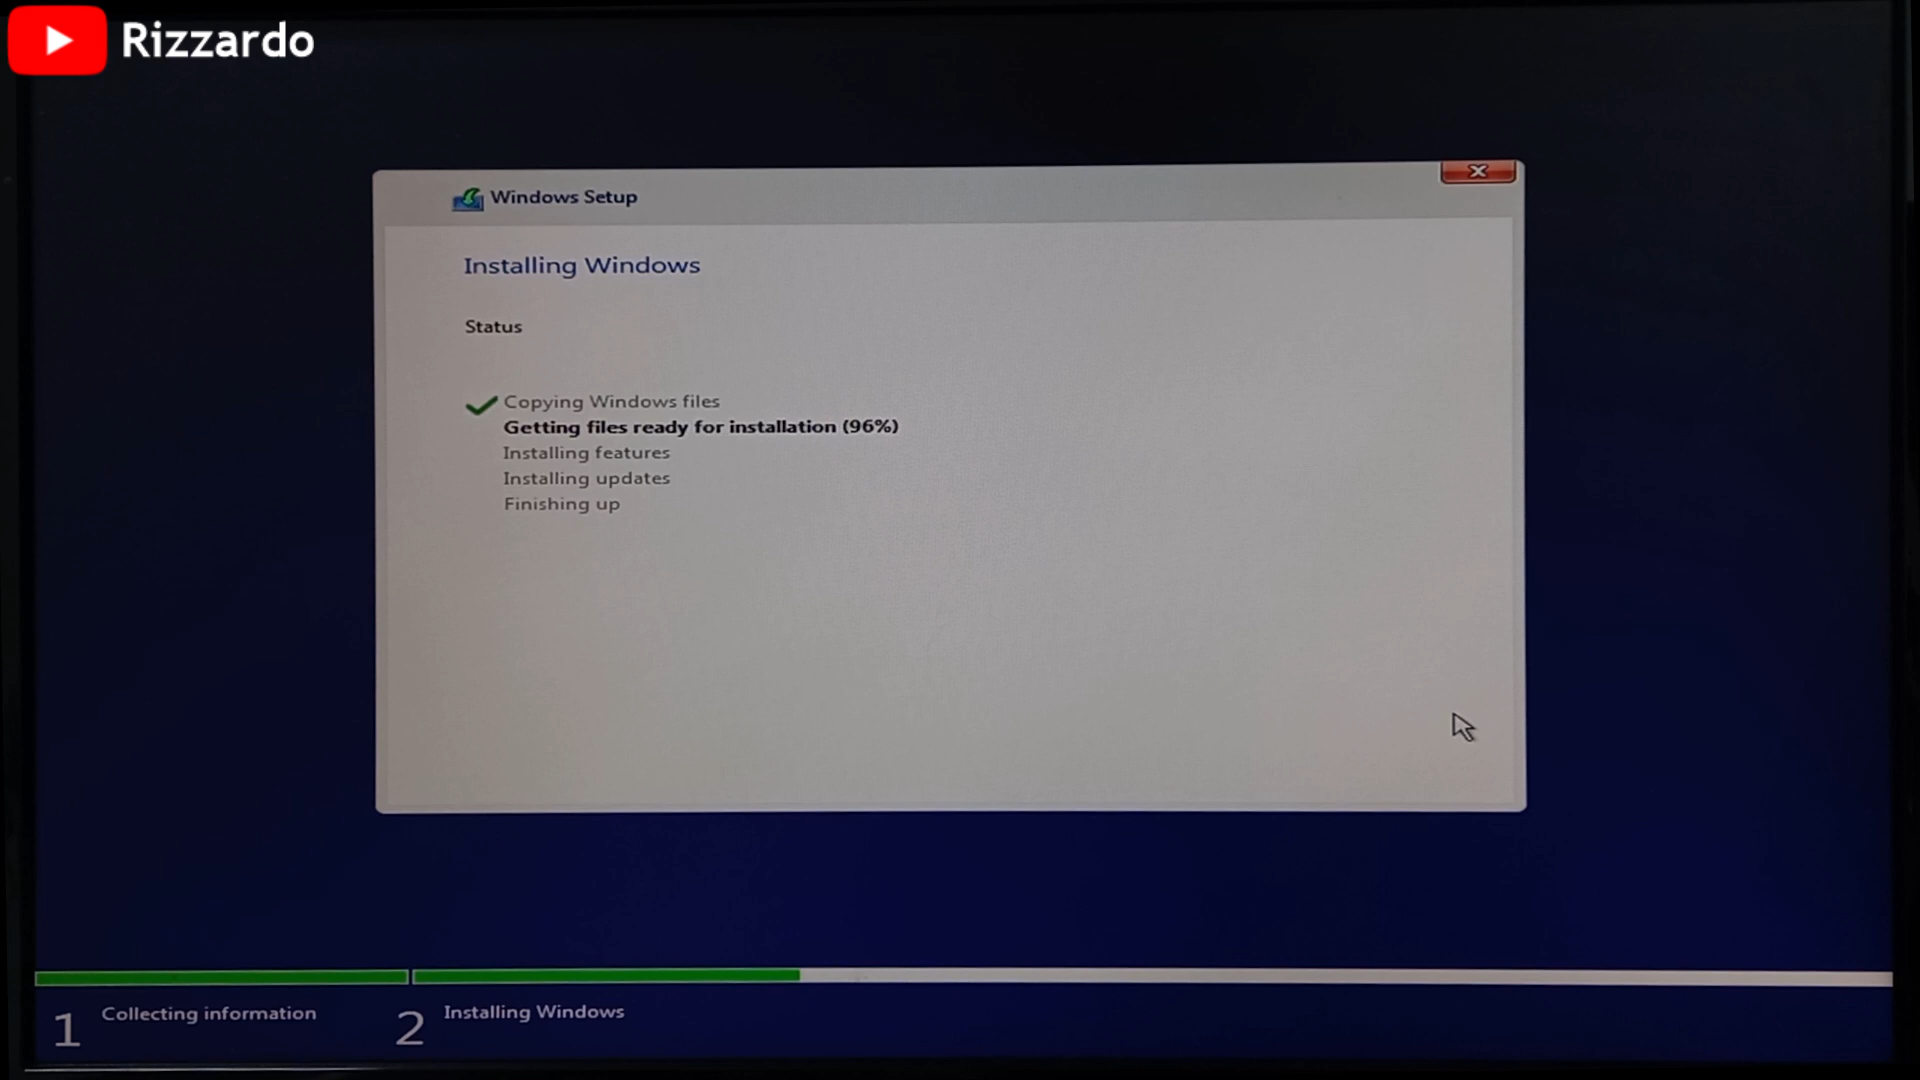 Rizzardo
Windows Setup
Installing Windows
Status
Copying Windows files
Getting files ready for installation (96%)
Installing features
Installing updates
Finishing up
1 Collecting information
2 Installing Windows